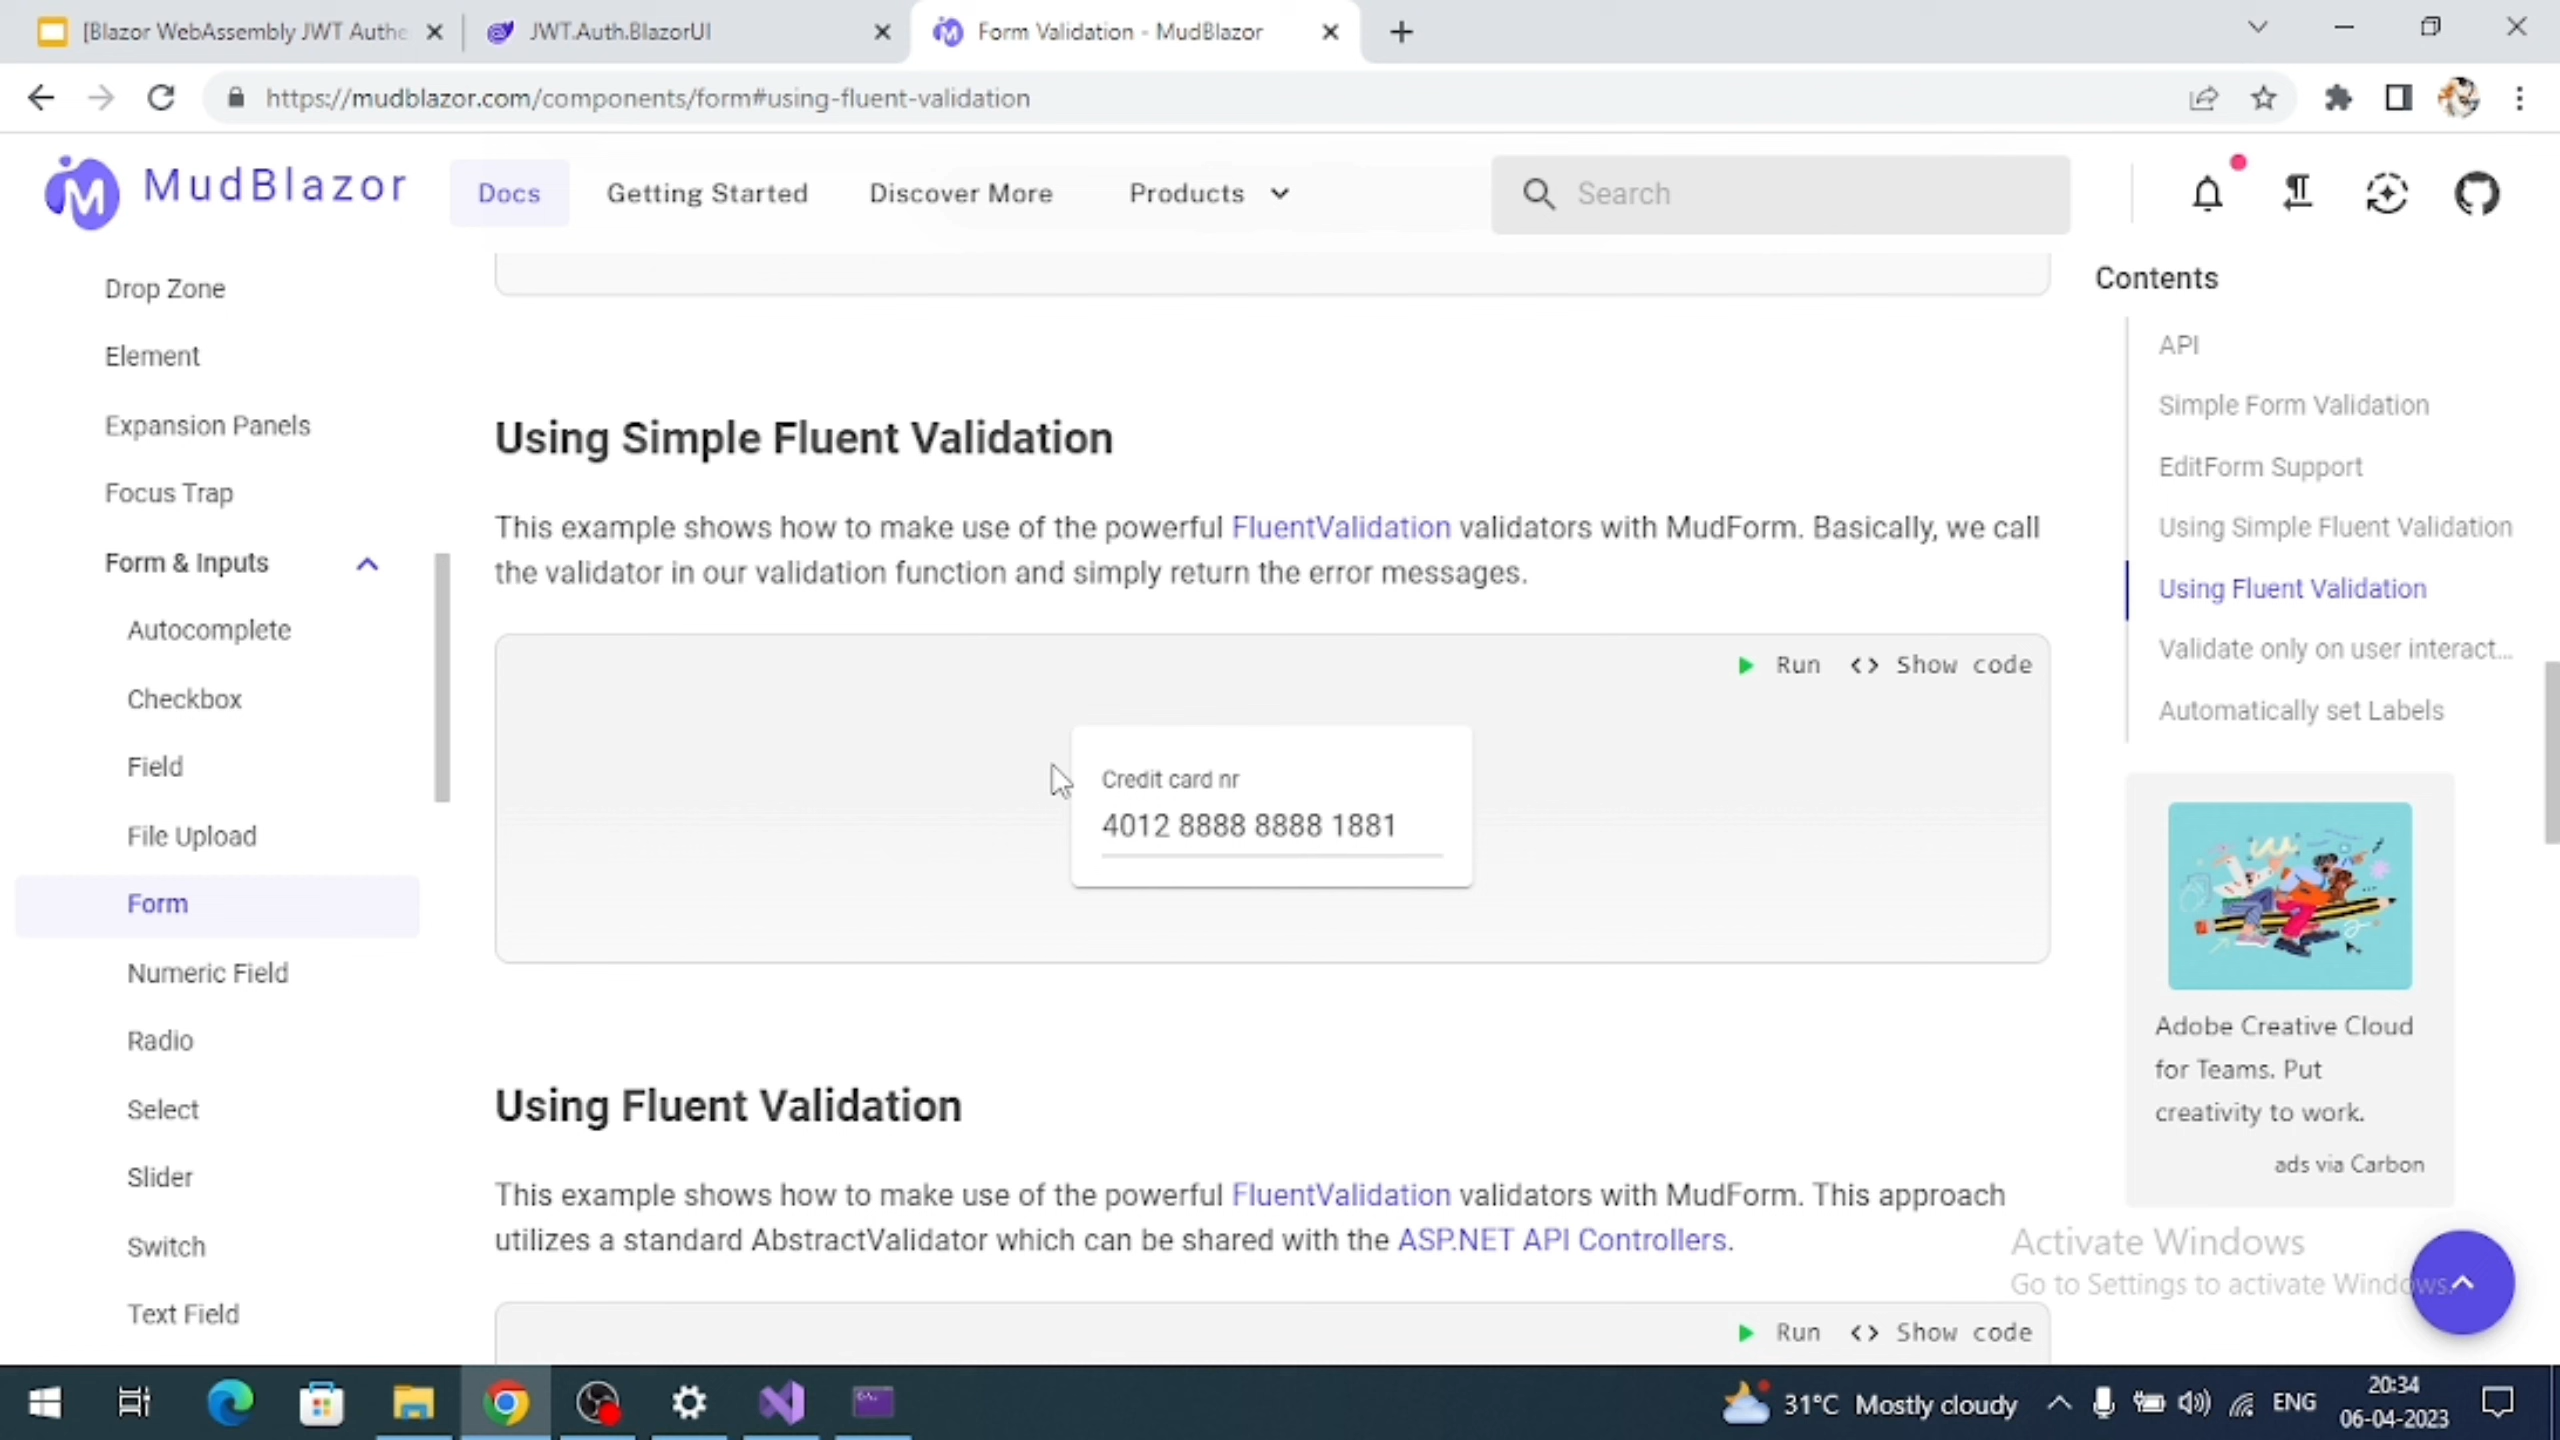 [Blazor WebAssembly JWT Authe
JWT.Auth.BlazorUI
Form Validation - MudBlazor
https://mudblazor.com/components/form#using-fluent-validation
MudBlazor
Docs
Getting Started
Discover More
Products
Search
Drop Zone
Element
Expansion Panels
Focus Trap
Form & Inputs
Autocomplete
Checkbox
Field
File Upload
Form
Numeric Field
Radio
Select
Slider
Switch
Text Field
Using Simple Fluent Validation
This example shows how to make use of the powerful FluentValidation validators with MudForm. Basically, we call
the validator in our validation function and simply return the error messages.
Run <> Show code
Credit card nr
4012 8888 8888 1881
Using Fluent Validation
This example shows how to make use of the powerful FluentValidation validators with MudForm. This approach
utilizes a standard AbstractValidator which can be shared with the ASP.NET API Controllers.
Run <> Show code
Contents
API
Simple Form Validation
EditForm Support
Using Simple Fluent Validation
Using Fluent Validation
Validate only on user interact...
Automatically set Labels
Adobe Creative Cloud
for Teams. Put
creativity to work.
ads via Carbon
Activate Windows
Go to Settings to activate Windows.
31°C Mostly cloudy
ENG
20:34
06-04-2023